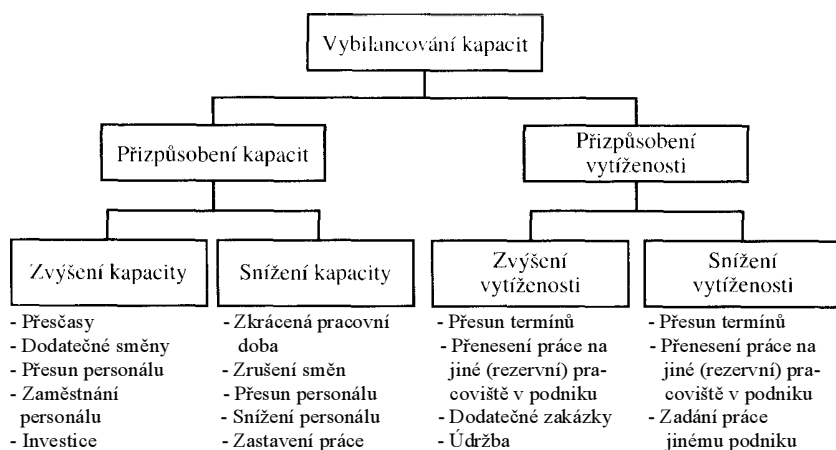 Vybilancování kapacit
Přizpůsobení kapacit
Přizpůsobení
vytíženosti
Zvýšení kapacity
Snížení kapacity
Zvýšení
vytíženosti
Snížení
vytíženosti
- Přesčasy
- Dodatečné směny
- Přesun personálu
- Zaměstnání
personálu
- Investice
- Zkrácená pracovní
doba
- Zrušení směn
- Přesun personálu
- Snížení personálu
- Zastavení práce
- Přesun termínů
- Přenesení práce na
jiné (rezervní) pra-
coviště v podniku
- Dodatečné zakázky
- Údržba
- Přesun termínů
- Přenesení práce na
jiné (rezervní) pra-
coviště v podniku
- Zadání práce
jinému podniku